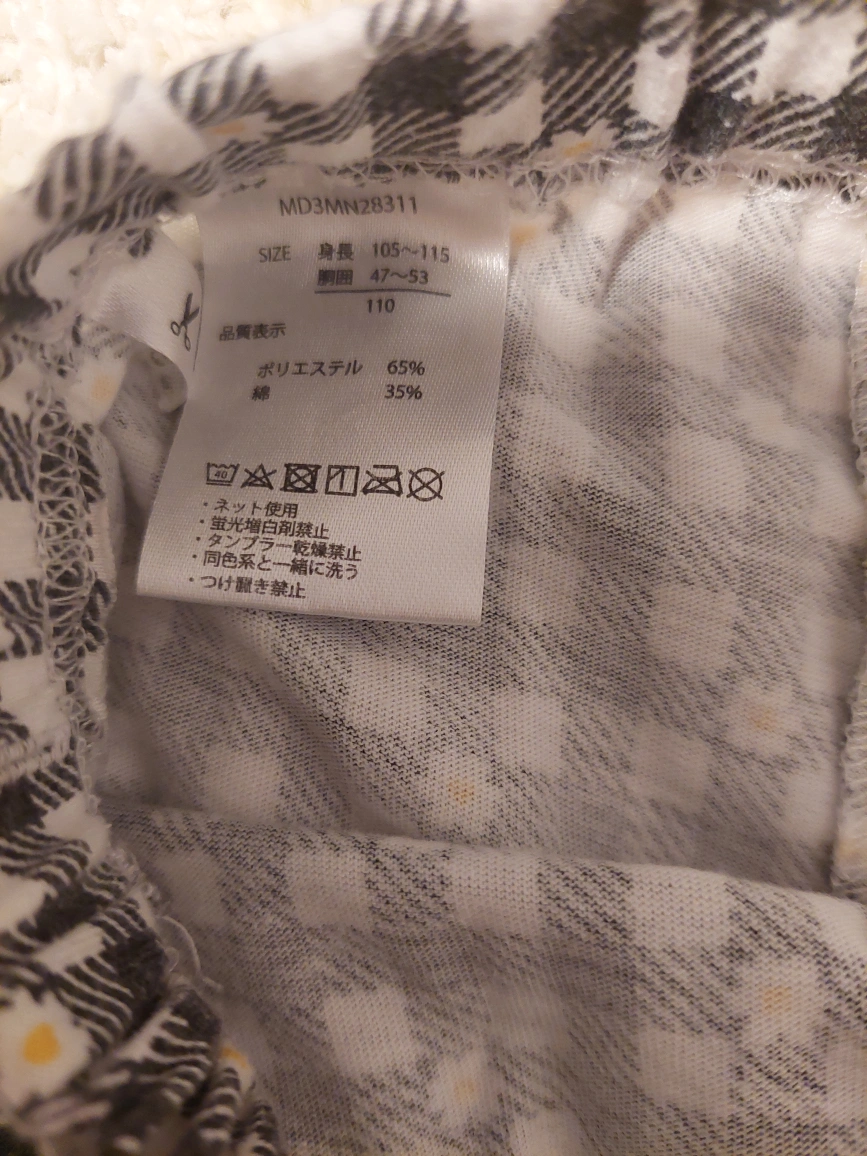 MD3MN28311
SIZE 身長 105～115
胴囲 47～53
110
品質表示
ポリエステル 65%
綿 35%
40
・ネット使用
・蛍光増白剤禁止
・タンブラー乾燥禁止
・同色系と一緒に洗う
・つけ置き禁止